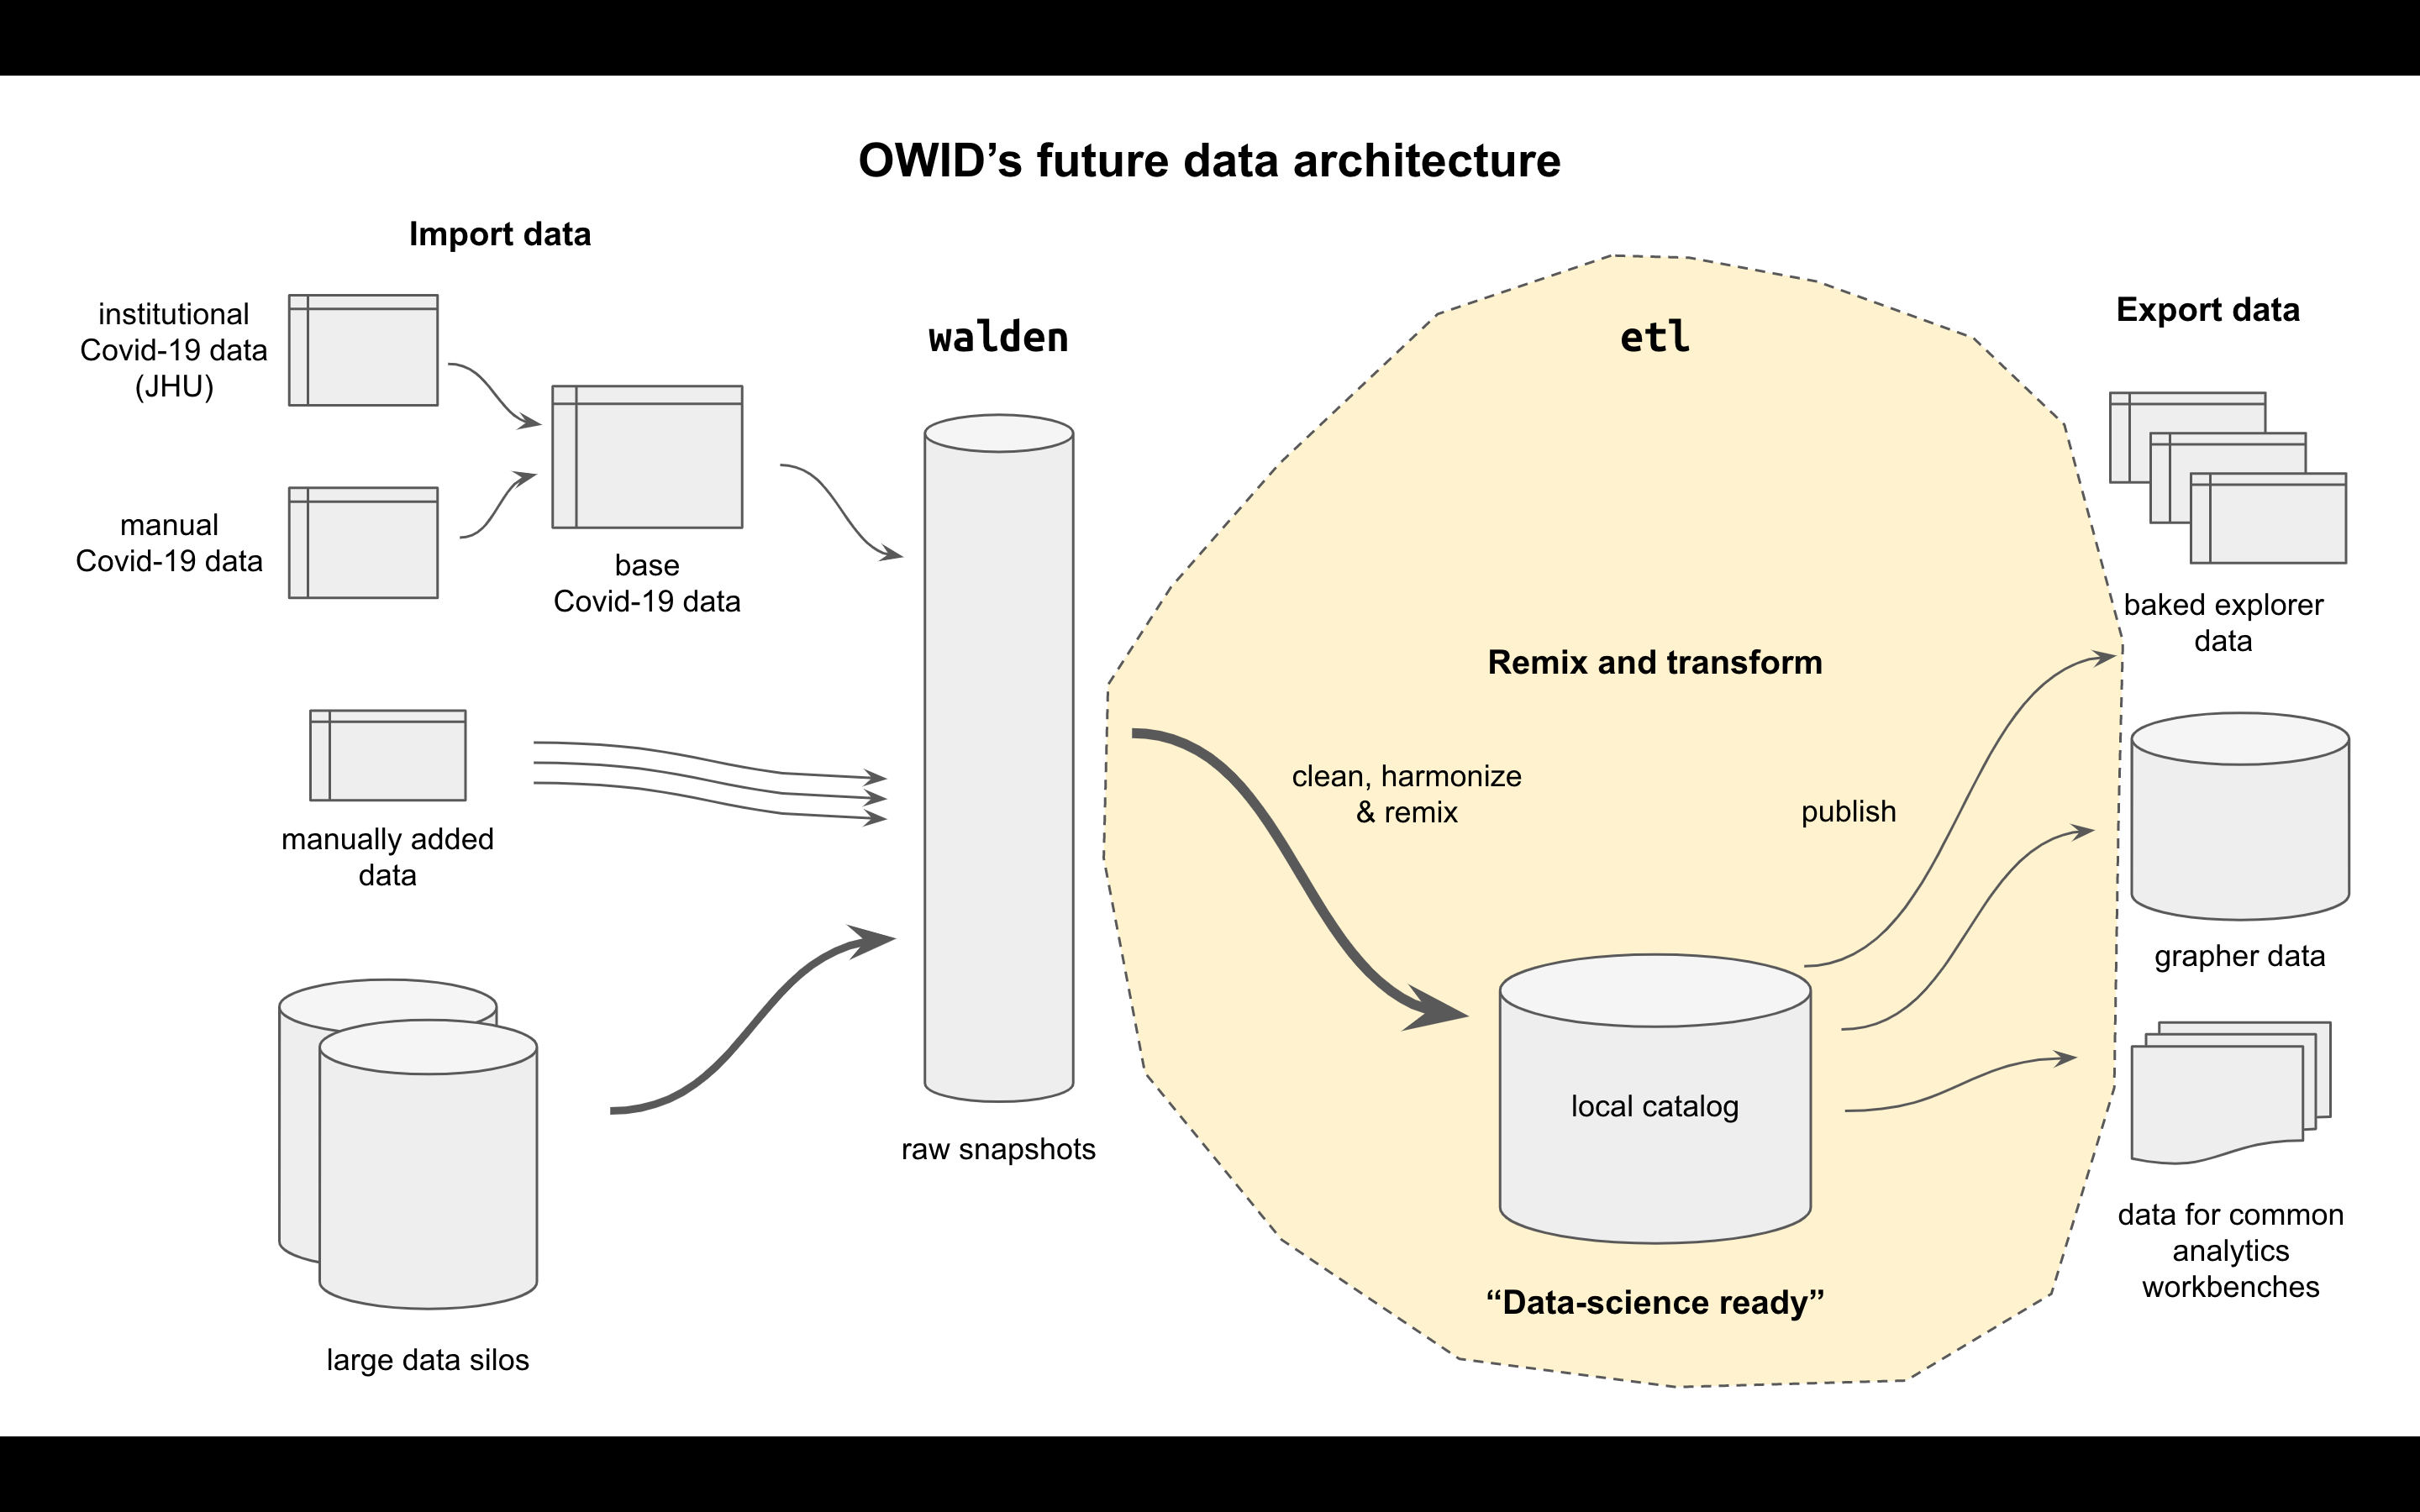 OWID’s future data architecture
Import data
institutional
Covid-19 data
(JHU)
manual
Covid-19 data
base
Covid-19 data
manually added
data
large data silos
walden
raw snapshots
etl
Remix and transform
clean, harmonize
& remix
publish
local catalog
“Data-science ready”
Export data
baked explorer
data
grapher data
data for common
analytics
workbenches